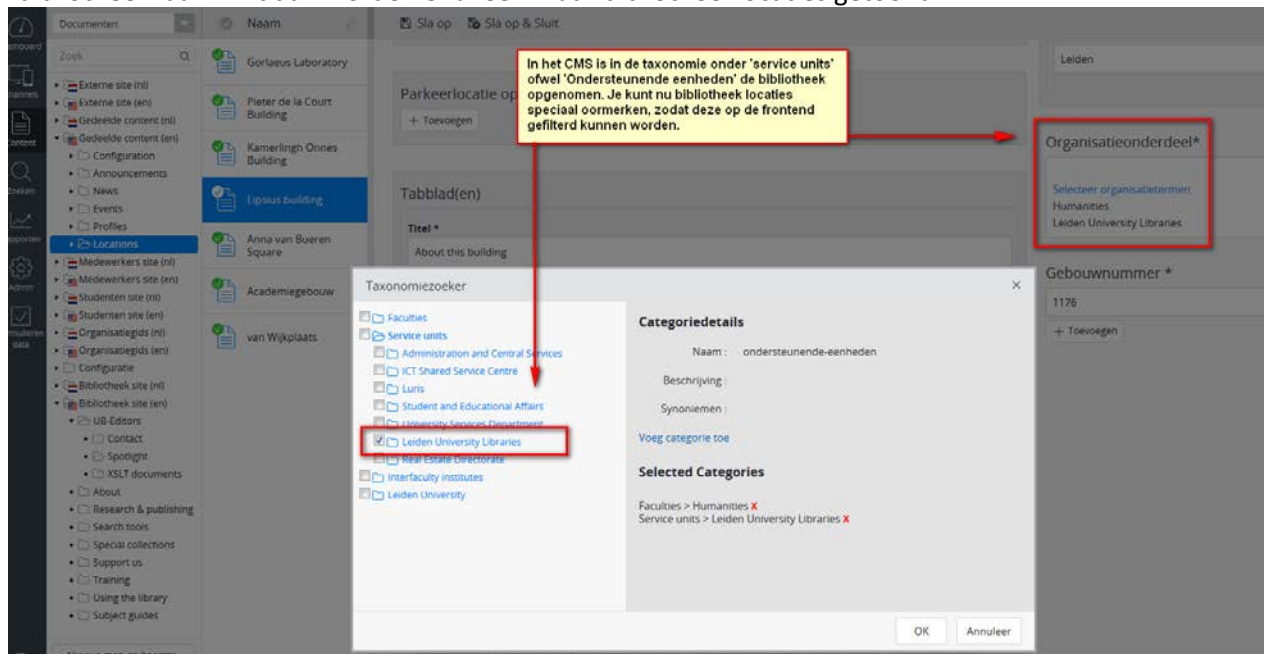 Documenten
Naam
Sla op
Sla op & Sluit
Zoek
Externe site (nl)
Externe site (en)
Gedeelde content (nl)
Gedeelde content (en)
Configuration
Announcements
News
Events
Profiles
Locations
Medewerkers site (nl)
Medewerkers site (en)
Studenten site (nl)
Studenten site (en)
Organisatiegids (nl)
Organisatiegids (en)
Configuratie
Bibliotheek site (nl)
Bibliotheek site (en)
UB-Editors
Contact
Spotlight
XSLT documents
About
Research & publishing
Search tools
Special collections
Support us
Training
Using the library
Subject guides
Content
Zoeken
Admin
data
Gorlaeus Laboratory
Pieter de la Court
Building
Kamerlingh Onnes
Building
Lipsius building
Anna van Bueren
Square
Academiegebouw
van Wijkplaats
Parkeerlocatie op
+ Toevoegen
In het CMS is in de taxonomie onder 'service units'
ofwel 'Ondersteunende eenheden' de bibliotheek
opgenomen. Je kunt nu bibliotheek locaties
speciaal oormerken, zodat deze op de frontend
gefilterd kunnen worden.
Tabblad(en)
Titel *
About this building
Leiden
Organisatieonderdeel*
Selecteer organisatietermen
Humanities
Leiden University Libraries
Gebouwnummer *
1176
+ Toevoegen
Taxonomiezoeker
×
Faculties
Service units
Administration and Central Services
ICT Shared Service Centre
Luris
Student and Educational Affairs
University Services Department
Leiden University Libraries
Real Estate Directorate
Interfaculty institutes
Leiden University
Categoriedetails
Naam : ondersteunende-eenheden
Beschrijving :
Synoniemen :
Voeg categorie toe
Selected Categories
Faculties > Humanities X
Service units > Leiden University Libraries X
OK
Annuleer